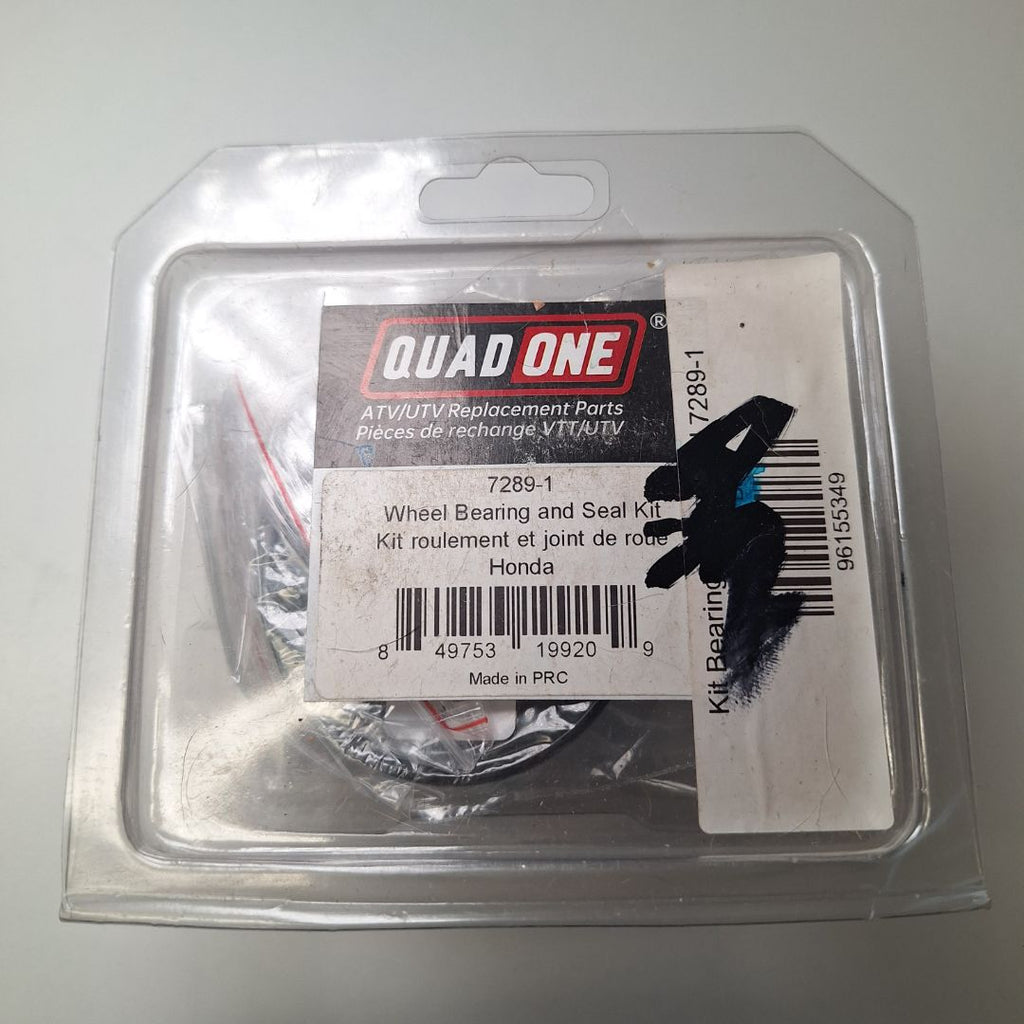 QUAD ONE®
ATV/UTV Replacement Parts
Pièces de rechange VTT/UTV
7289-1
Wheel Bearing and Seal Kit
Kit roulement et joint de roue
Honda
8 49753 19920 9
Made in PRC
7289-1
Kit Bearing
96155349